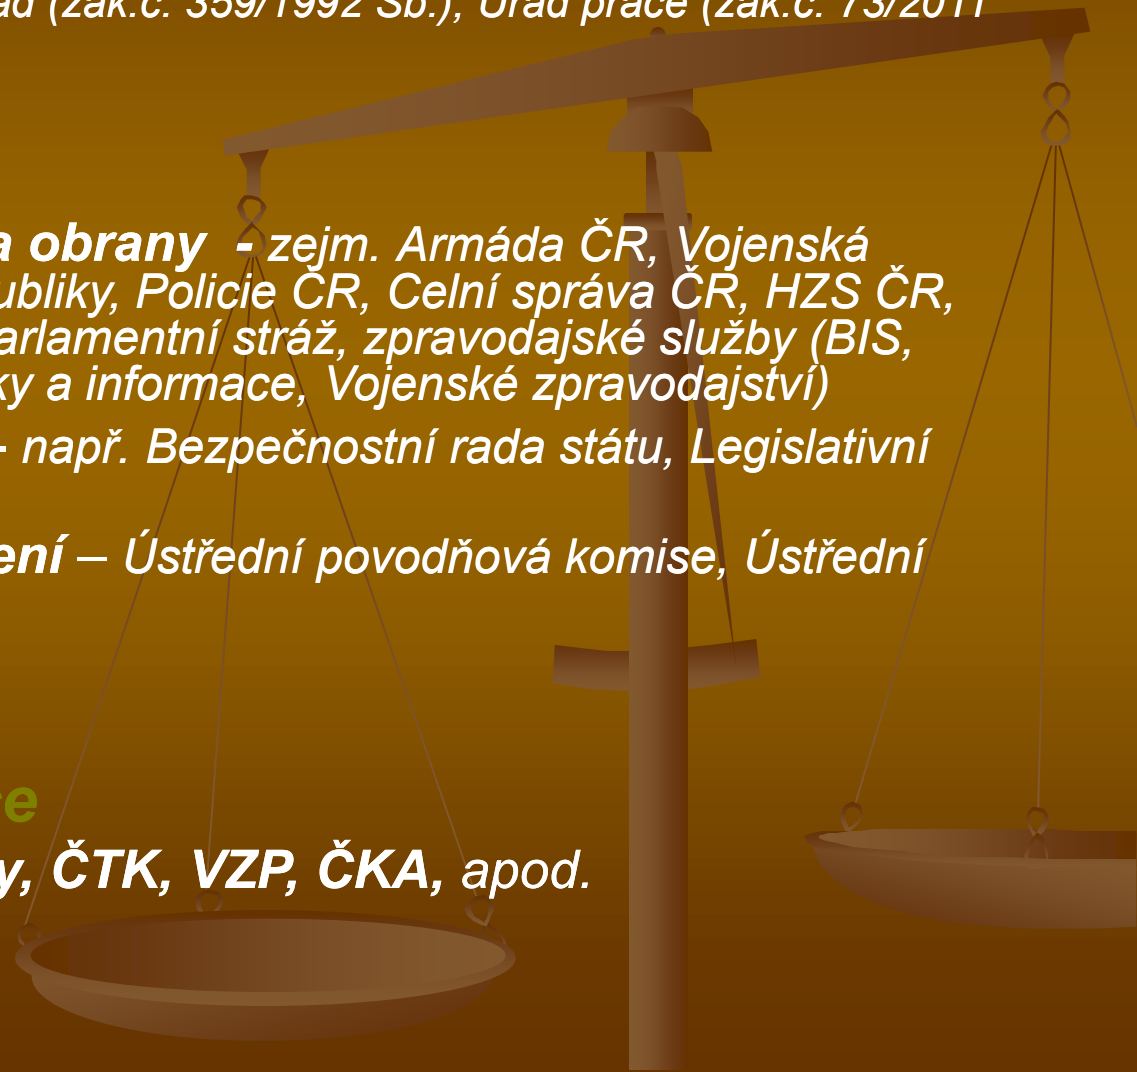 ad (zák.č. 359/1992 Sb.), Úřad práce (zák.č. 73/2011
a obrany - zejm. Armáda ČR, Vojenská
ubliky, Policie ČR, Celní správa ČR, HZS ČR,
arlamentní stráž, zpravodajské služby (BIS,
ky a informace, Vojenské zpravodajství)
- např. Bezpečnostní rada státu, Legislativní
ení – Ústřední povodňová komise, Ústřední
e
y, ČTK, VZP, ČKA, apod.